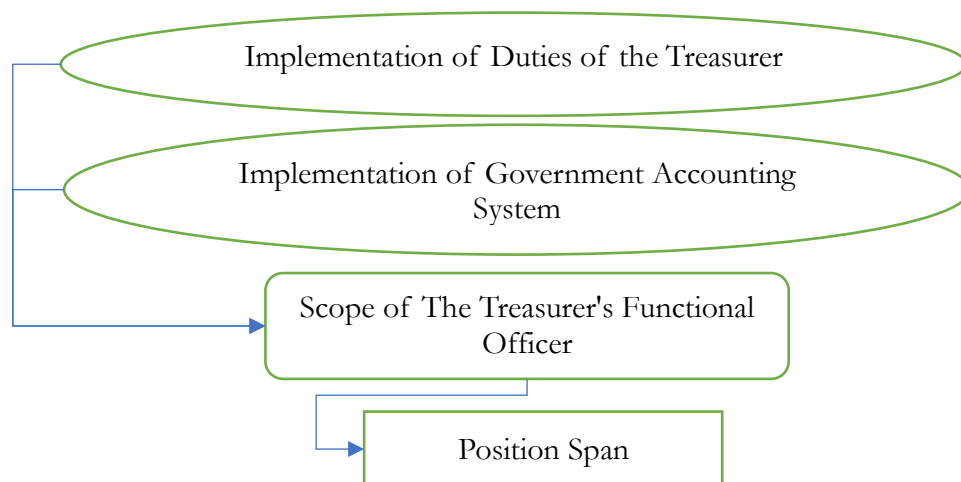 Implementation of Duties of the Treasurer
Implementation of Government Accounting
System
Scope of The Treasurer's Functional
Officer
Position Span